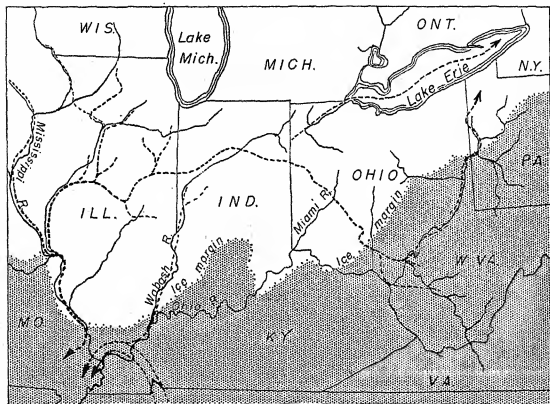 WIS.
Lake
Mich.
MICH.
ONT.
N.Y.
Lake Erie
Mississippi
R.
ILL.
IND.
OHIO
PA
Wabash R.
Ice margin
Miami R.
Ice margin
W VA
MO
Ohio R.
KY
VA